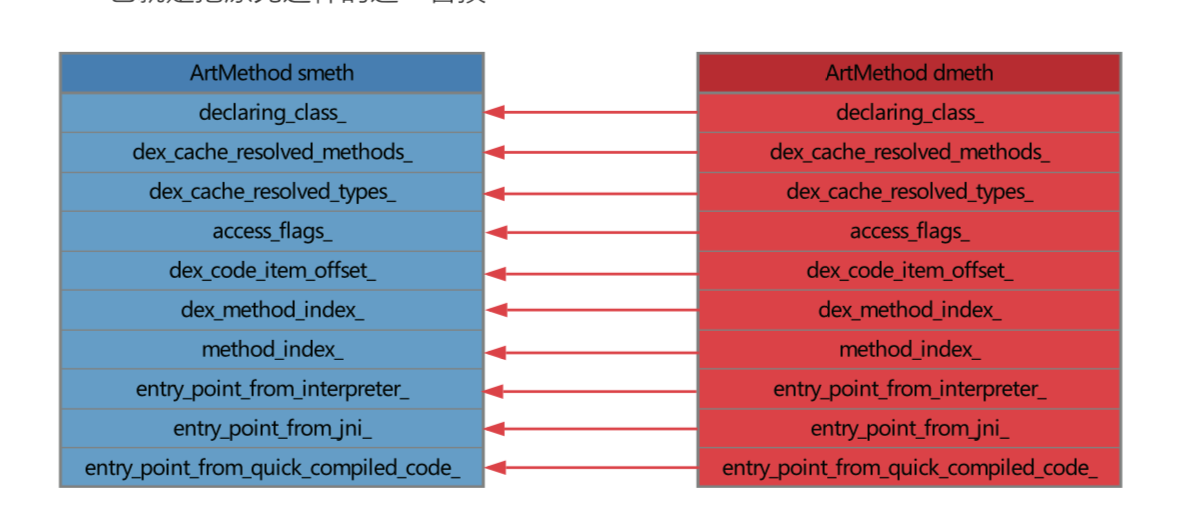 ArtMethod smeth
declaring_class_
dex_cache_resolved_methods_
dex_cache_resolved_types_
access_flags_
dex_code_item_offset_
dex_method_index_
method_index_
entry_point_from_interpreter_
entry_point_from_jni_
entry_point_from_quick_compiled_code_
ArtMethod dmeth
declaring_class_
dex_cache_resolved_methods_
dex_cache_resolved_types_
access_flags_
dex_code_item_offset_
dex_method_index_
method_index_
entry_point_from_interpreter_
entry_point_from_jni_
entry_point_from_quick_compiled_code_